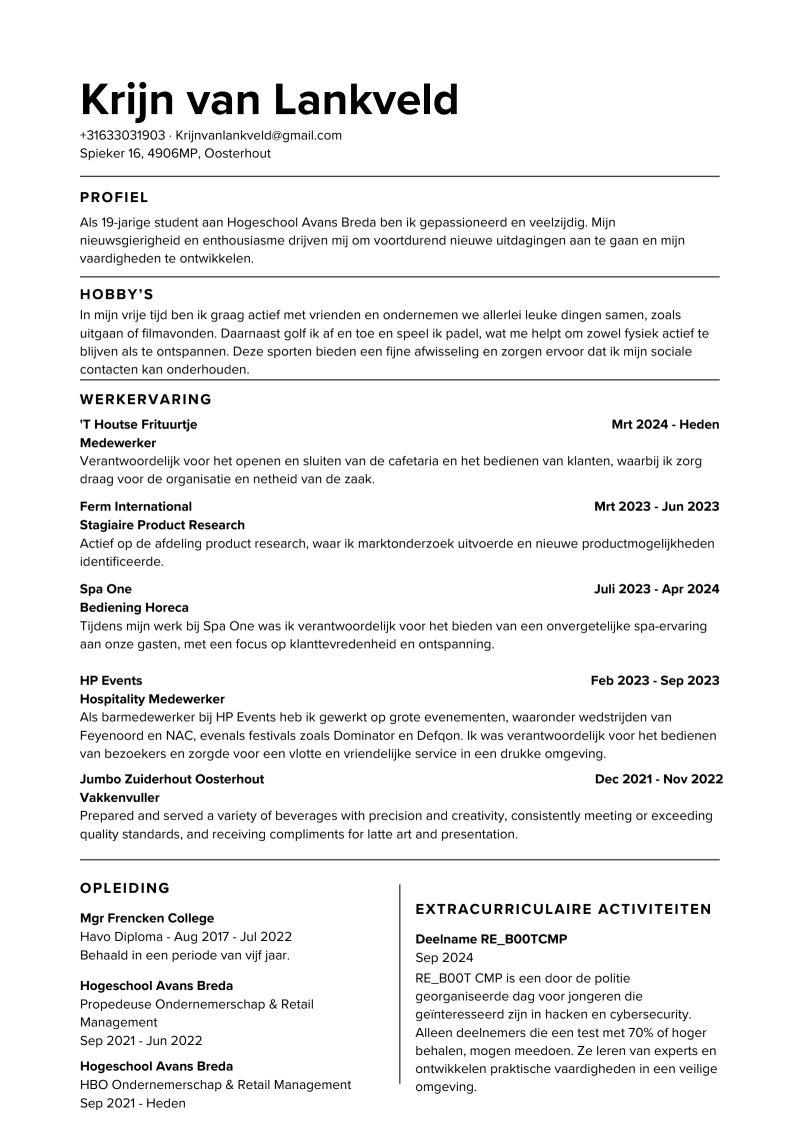 Krijn van Lankveld
+31633031903 · Krijnvanlankveld@gmail.com
Spieker 16, 4906MP, Oosterhout
PROFIEL
Als 19-jarige student aan Hogeschool Avans Breda ben ik gepassioneerd en veelzijdig. Mijn
nieuwsgierigheid en enthousiasme drijven mij om voortdurend nieuwe uitdagingen aan te gaan en mijn
vaardigheden te ontwikkelen.
HOBBY'S
In mijn vrije tijd ben ik graag actief met vrienden en ondernemen we allerlei leuke dingen samen, zoals
uitgaan of filmavonden. Daarnaast golf ik af en toe en speel ik padel, wat me helpt om zowel fysiek actief te
blijven als te ontspannen. Deze sporten bieden een fijne afwisseling en zorgen ervoor dat ik mijn sociale
contacten kan onderhouden.
WERKERVARING
'T Houtse Frituurtje Mrt 2024 - Heden
Medewerker
Verantwoordelijk voor het openen en sluiten van de cafetaria en het bedienen van klanten, waarbij ik zorg
draag voor de organisatie en netheid van de zaak.
Ferm International Mrt 2023 - Jun 2023
Stagiaire Product Research
Actief op de afdeling product research, waar ik marktonderzoek uitvoerde en nieuwe productmogelijkheden
identificeerde.
Spa One Juli 2023 - Apr 2024
Bediening Horeca
Tijdens mijn werk bij Spa One was ik verantwoordelijk voor het bieden van een onvergetelijke spa-ervaring
aan onze gasten, met een focus op klanttevredenheid en ontspanning.
HP Events Feb 2023 - Sep 2023
Hospitality Medewerker
Als barmedewerker bij HP Events heb ik gewerkt op grote evenementen, waaronder wedstrijden van
Feyenoord en NAC, evenals festivals zoals Dominator en Defqon. Ik was verantwoordelijk voor het bedienen
van bezoekers en zorgde voor een vlotte en vriendelijke service in een drukke omgeving.
Jumbo Zuiderhout Oosterhout Dec 2021 - Nov 2022
Vakkenvuller
Prepared and served a variety of beverages with precision and creativity, consistently meeting or exceeding
quality standards, and receiving compliments for latte art and presentation.
OPLEIDING
Mgr Frencken College
Havo Diploma - Aug 2017 - Jul 2022
Behaald in een periode van vijf jaar.
Hogeschool Avans Breda
Propedeuse Ondernemerschap & Retail
Management
Sep 2021 - Jun 2022
Hogeschool Avans Breda
HBO Ondernemerschap & Retail Management
Sep 2021 - Heden
EXTRACURRICULAIRE ACTIVITEITEN
Deelname RE_B00TCMP
Sep 2024
RE_B00T CMP is een door de politie
georganiseerde dag voor jongeren die
geïnteresseerd zijn in hacken en cybersecurity.
Alleen deelnemers die een test met 70% of hoger
behalen, mogen meedoen. Ze leren van experts en
ontwikkelen praktische vaardigheden in een veilige
omgeving.